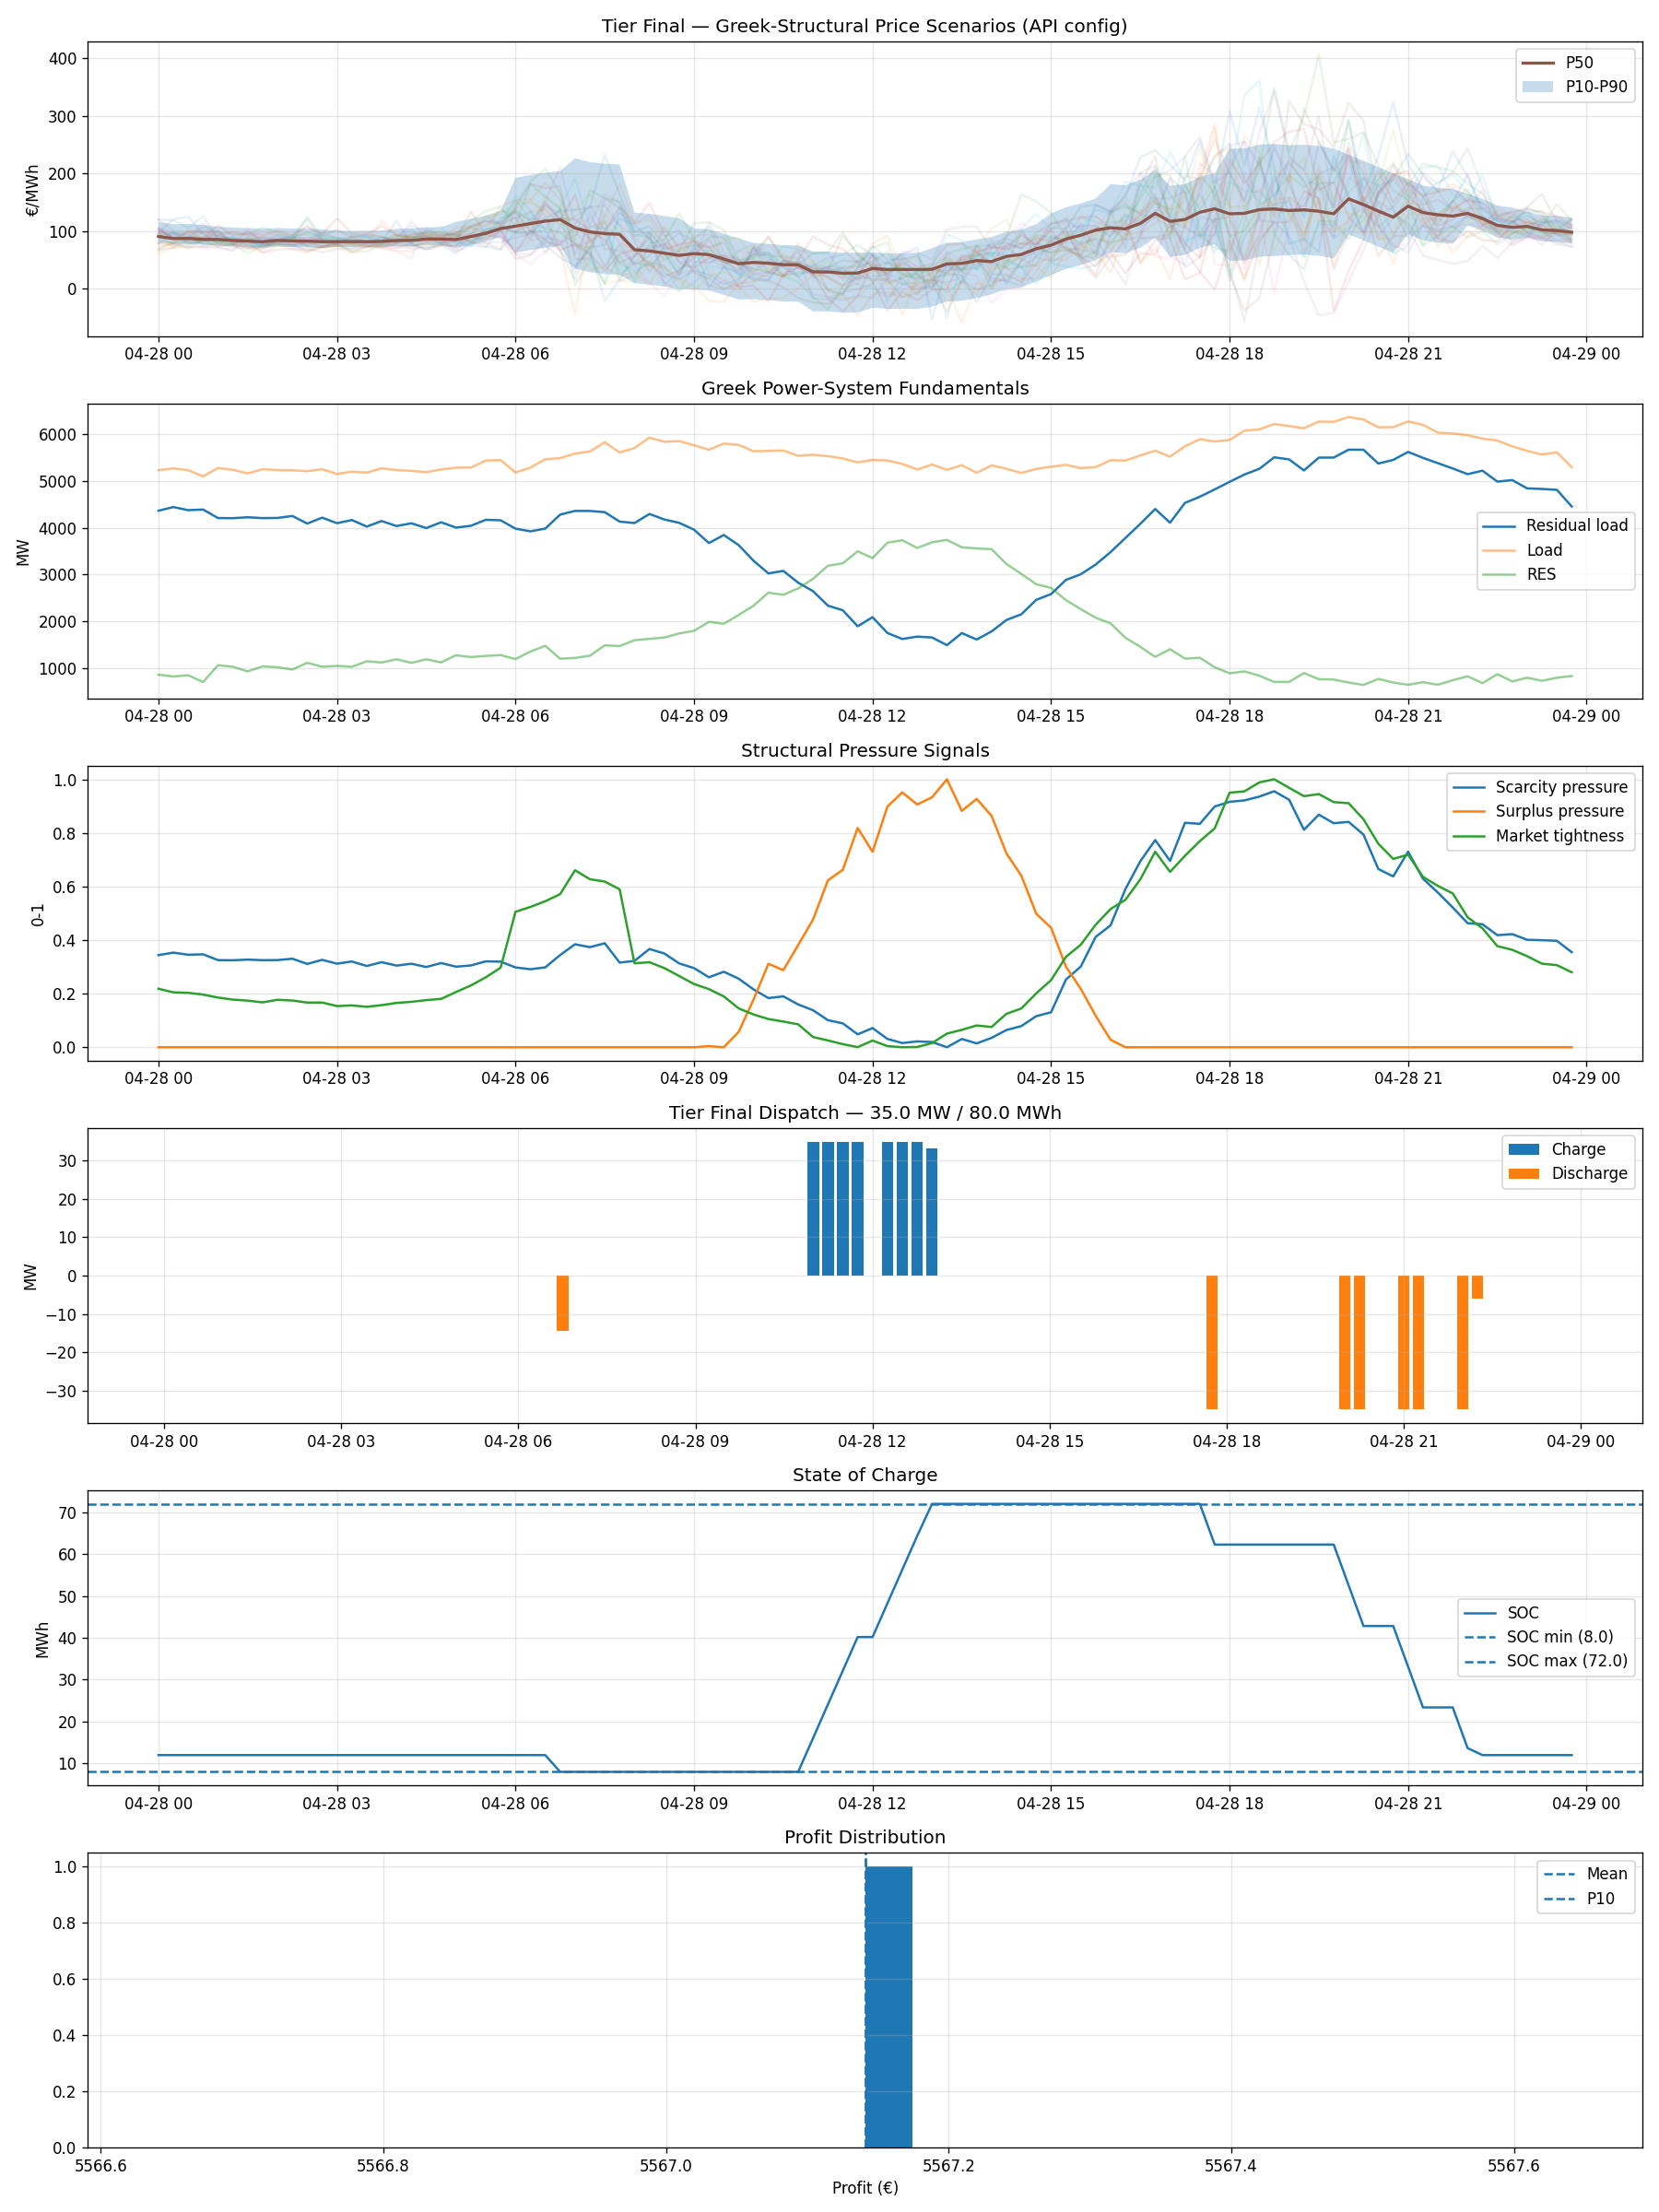 Tier Final — Greek-Structural Price Scenarios (API config)
400
300
200
100
0
€/MWh
P50
P10-P90
04-28 00 04-28 03 04-28 06 04-28 09 04-28 12 04-28 15 04-28 18 04-28 21 04-29 00
Greek Power-System Fundamentals
6000
5000
4000
3000
2000
1000
MW
Residual load
Load
RES
04-28 00 04-28 03 04-28 06 04-28 09 04-28 12 04-28 15 04-28 18 04-28 21 04-29 00
Structural Pressure Signals
1.0
0.8
0.6
0.4
0.2
0.0
0-1
Scarcity pressure
Surplus pressure
Market tightness
04-28 00 04-28 03 04-28 06 04-28 09 04-28 12 04-28 15 04-28 18 04-28 21 04-29 00
Tier Final Dispatch — 35.0 MW / 80.0 MWh
30
20
10
0
−10
−20
−30
MW
Charge
Discharge
04-28 00 04-28 03 04-28 06 04-28 09 04-28 12 04-28 15 04-28 18 04-28 21 04-29 00
State of Charge
70
60
50
40
30
20
10
MWh
SOC
SOC min (8.0)
SOC max (72.0)
04-28 00 04-28 03 04-28 06 04-28 09 04-28 12 04-28 15 04-28 18 04-28 21 04-29 00
Profit Distribution
1.0
0.8
0.6
0.4
0.2
0.0
Mean
P10
5566.6 5566.8 5567.0 5567.2 5567.4 5567.6
Profit (€)